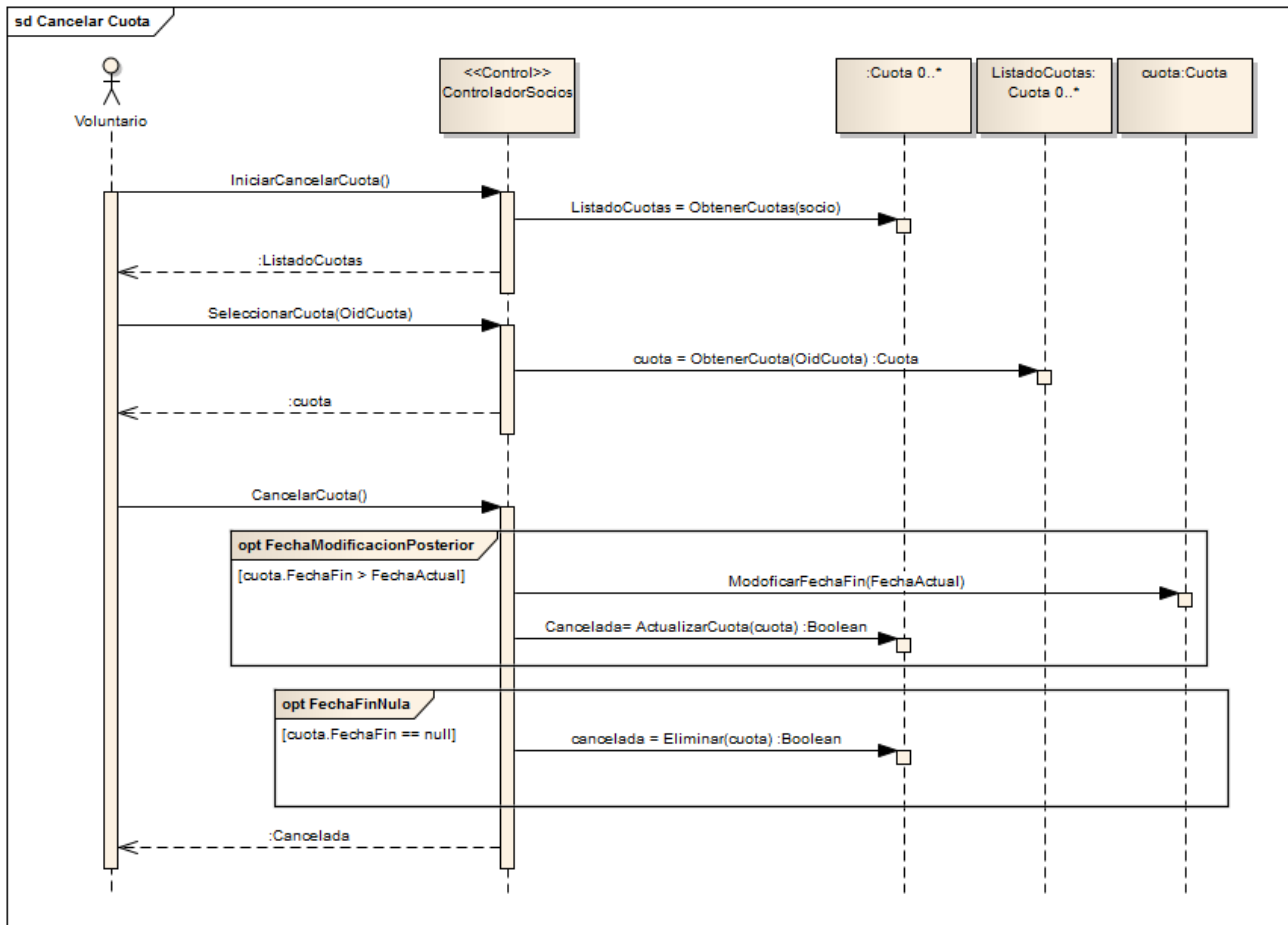 sd Cancelar Cuota
Voluntario
<<Control>>
ControladorSocios
:Cuota 0..*
ListadoCuotas:
Cuota 0..*
cuota:Cuota
IniciarCancelarCuota()
ListadoCuotas = ObtenerCuotas(socio)
:ListadoCuotas
SeleccionarCuota(OidCuota)
cuota = ObtenerCuota(OidCuota) :Cuota
:cuota
CancelarCuota()
opt FechaModificacionPosterior
[cuota.FechaFin > FechaActual]
ModoficarFechaFin(FechaActual)
Cancelada= ActualizarCuota(cuota) :Boolean
opt FechaFinNula
[cuota.FechaFin == null]
cancelada = Eliminar(cuota) :Boolean
:Cancelada